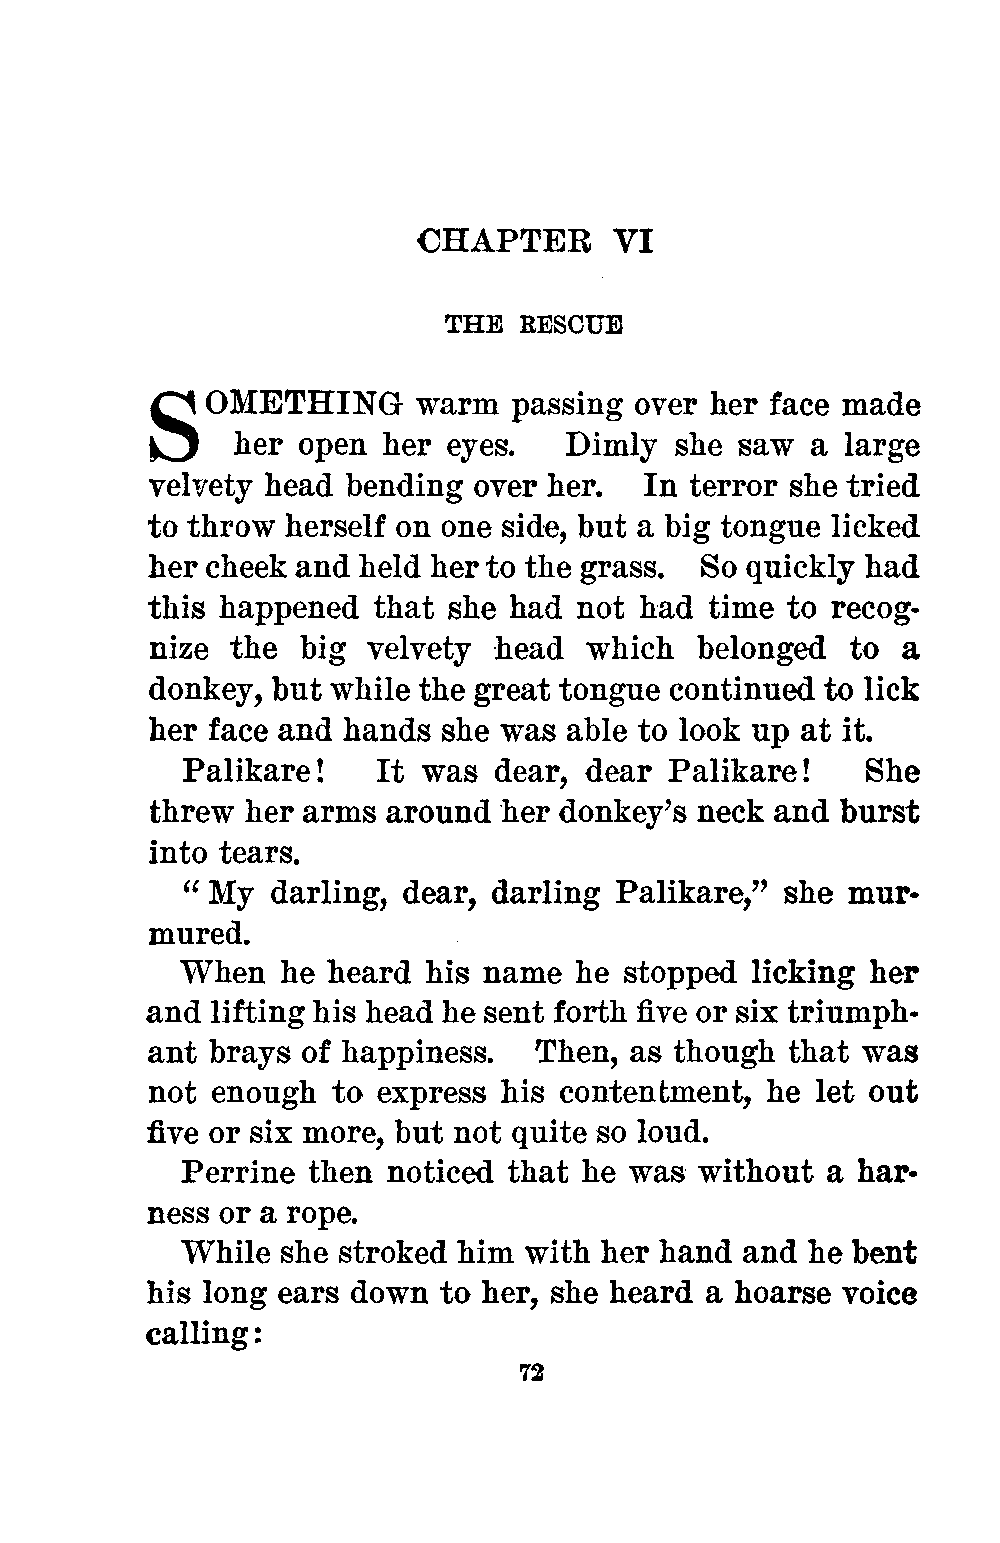 CHAPTER VI
THE RESCUE
SOMETHING warm passing over her face made
her open her eyes. Dimly she saw a large
velvety head bending over her. In terror she tried
to throw herself on one side, but a big tongue licked
her cheek and held her to the grass. So quickly had
this happened that she had not had time to recog-
nize the big velvety head which belonged to a
donkey, but while the great tongue continued to lick
her face and hands she was able to look up at it.
Palikare! It was dear, dear Palikare! She
threw her arms around her donkey's neck and burst
into tears.
"My darling, dear, darling Palikare," she mur-
mured.
When he heard his name he stopped licking her
and lifting his head he sent forth five or six triumph-
ant brays of happiness. Then, as though that was
not enough to express his contentment, he let out
five or six more, but not quite so loud.
Perrine then noticed that he was without a har-
ness or a rope.
While she stroked him with her hand and he bent
his long ears down to her, she heard a hoarse voice
calling:
72